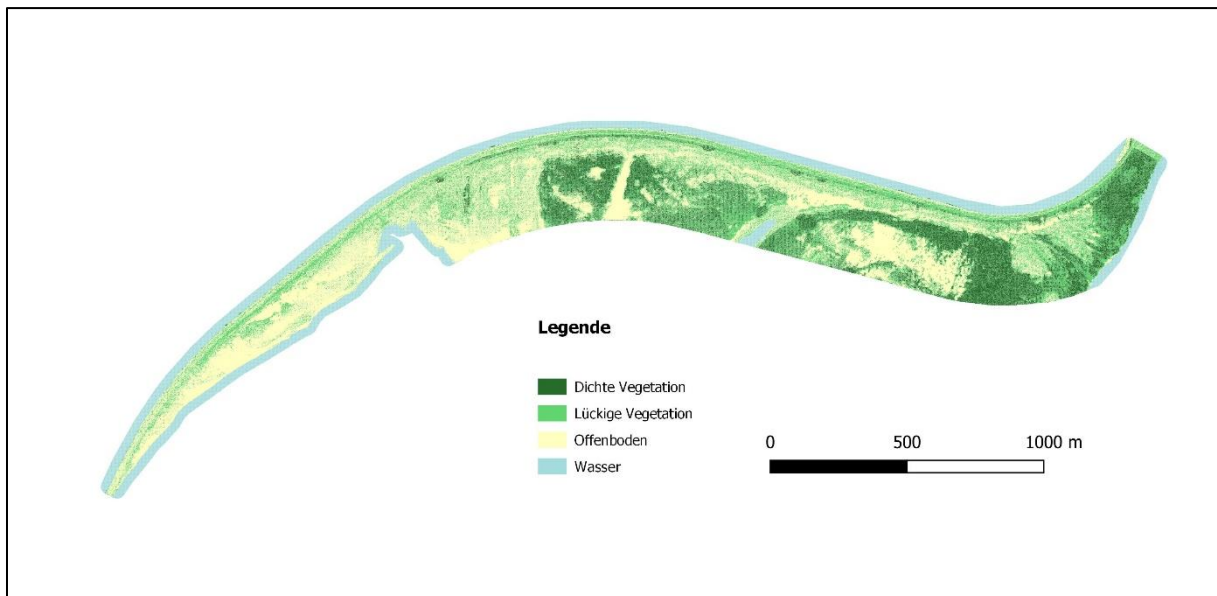 Legende
Dichte Vegetation
Lückige Vegetation
Offenboden
Wasser
0 500 1000 m